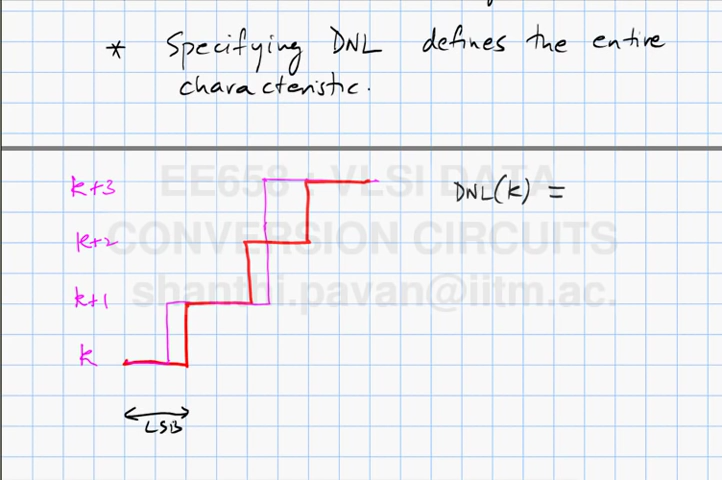 * Specifying DNL defines the entire
characteristic.
EE658 - VLSI DATA
CONVERSION CIRCUITS
shanthi.pavan@iitm.ac.
k+3
DNL(k) =
k+2
k+1
k
LSB